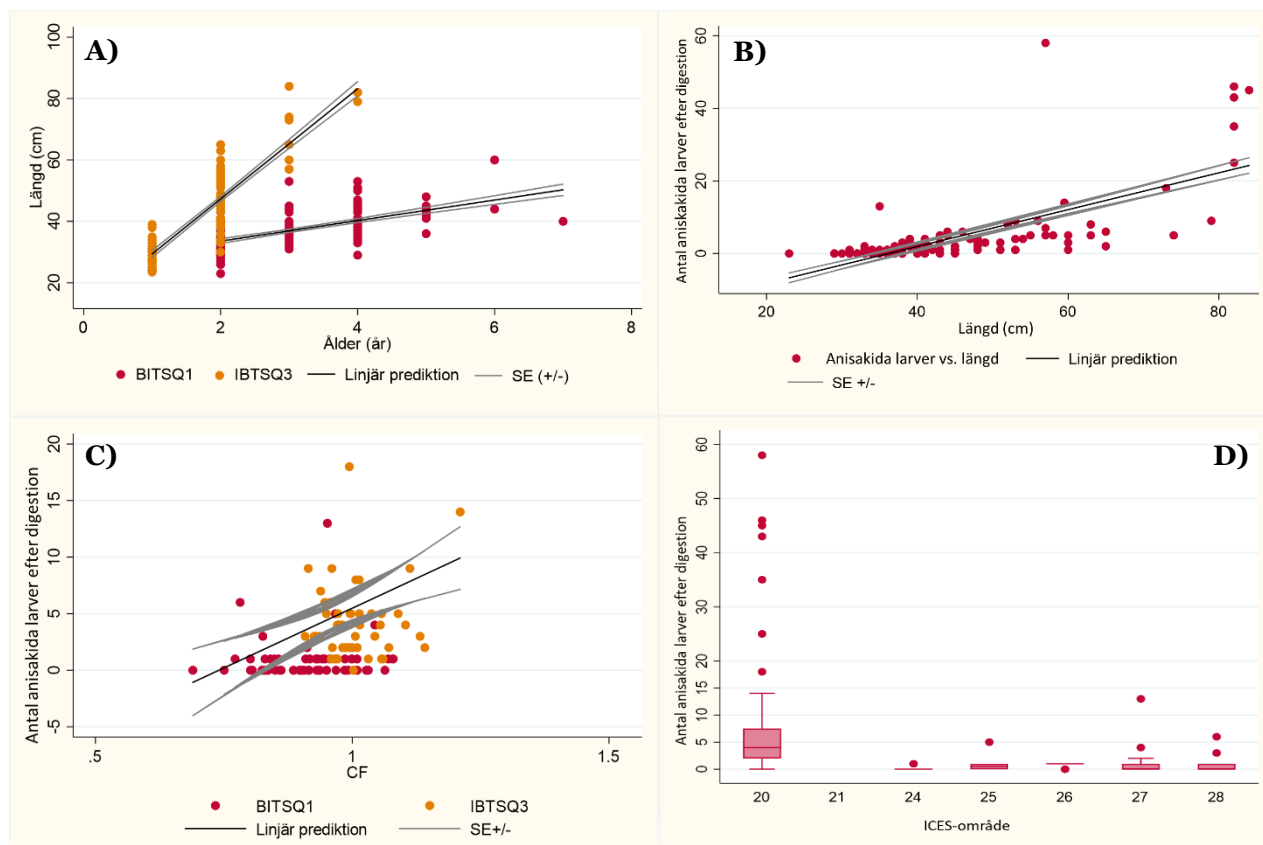 A)
Längd (cm)
100
80
60
40
20
0 2 4 6 8
Ålder (år)
BITSQ1 IBTSQ3 Linjär prediktion SE (+/-)
B)
Antal aniskakida larver efter digestion
60
40
20
0
20 40 60 80
Längd (cm)
Anisakida larver vs. längd Linjär prediktion
SE +/-
C)
Antal anisakida larver efter digestion
20
15
10
5
0
-5
.5 1 1.5
CF
BITSQ1 IBTSQ3
Linjär prediktion SE+/-
D)
Antal anisakida larver efter digestion
60
50
40
30
20
15
10
5
0
20 21 24 25 26 27 28
ICES-område